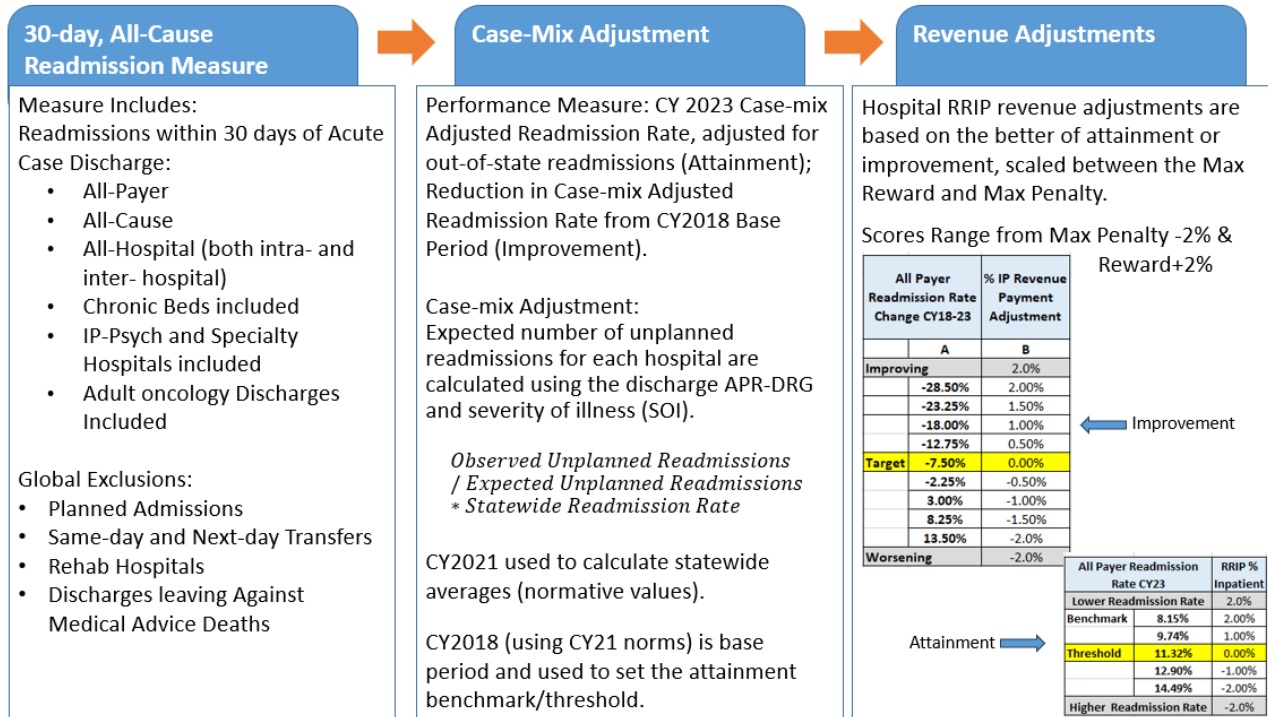 30-day, All-Cause
Readmission Measure
Measure Includes:
Readmissions within 30 days of Acute
Case Discharge:
• All-Payer
• All-Cause
• All-Hospital (both intra- and
inter- hospital)
• Chronic Beds included
• IP-Psych and Specialty
Hospitals included
• Adult oncology Discharges
Included
Global Exclusions:
• Planned Admissions
• Same-day and Next-day Transfers
• Rehab Hospitals
• Discharges leaving Against
Medical Advice Deaths
Case-Mix Adjustment
Performance Measure: CY 2023 Case-mix
Adjusted Readmission Rate, adjusted for
out-of-state readmissions (Attainment);
Reduction in Case-mix Adjusted
Readmission Rate from CY2018 Base
Period (Improvement).
Case-mix Adjustment:
Expected number of unplanned
readmissions for each hospital are
calculated using the discharge APR-DRG
and severity of illness (SOI).
Observed Unplanned Readmissions
/ Expected Unplanned Readmissions
* Statewide Readmission Rate
CY2021 used to calculate statewide
averages (normative values).
CY2018 (using CY21 norms) is base
period and used to set the attainment
benchmark/threshold.
Revenue Adjustments
Hospital RRIP revenue adjustments are
based on the better of attainment or
improvement, scaled between the Max
Reward and Max Penalty.
Scores Range from Max Penalty -2% &
Reward+2%
All Payer % IP Revenue
Readmission Rate Payment
Change CY18-23 Adjustment
A B
Improving 2.0%
-28.50% 2.00%
-23.25% 1.50%
-18.00% 1.00%
-12.75% 0.50%
Target -7.50% 0.00%
-2.25% -0.50%
3.00% -1.00%
8.25% -1.50%
13.50% -2.0%
Worsening -2.0%
Improvement
All Payer Readmission RRIP %
Rate CY23 Inpatient
Lower Readmission Rate 2.0%
Benchmark 8.15% 2.00%
9.74% 1.00%
Threshold 11.32% 0.00%
12.90% -1.00%
14.49% -2.00%
Higher Readmission Rate -2.0%
Attainment